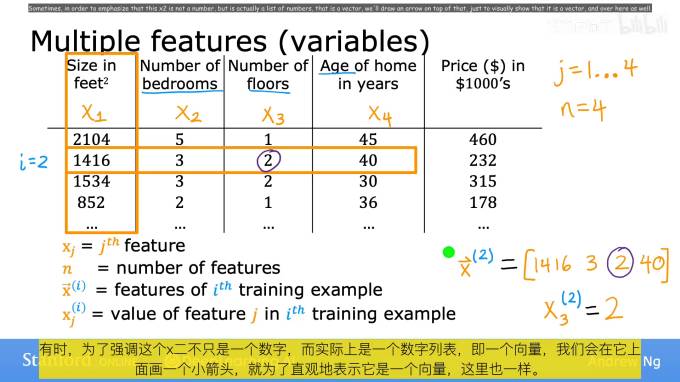 Sometimes, in order to emphasize that this x2 is not a number, but is actually a list of numbers, that is a vector, we'll draw an arrow on top of that, just to visually show that it is a vector, and over here as well.
bilibili
Multiple features (variables)
Size in feet² Number of bedrooms Number of floors Age of home in years Price ($) in $1000's
X₁ X₂ X₃ X₄
2104 5 1 45 460
i=2 1416 3 2 40 232
1534 3 2 30 315
852 2 1 36 178
... ... ... ... ...
j=1...4
n=4
xⱼ = jᵗʰ feature
n = number of features
x⃗⁽ⁱ⁾ = features of iᵗʰ training example
xⱼ⁽ⁱ⁾ = value of feature j in iᵗʰ training example
x⃗⁽²⁾ = [1416 3 2 40]
X₃⁽²⁾ = 2
Andrew Ng
有时，为了强调这个x二不只是一个数字，而实际上是一个数字列表，即一个向量，我们会在它上
面画一个小箭头，就为了直观地表示它是一个向量，这里也一样。